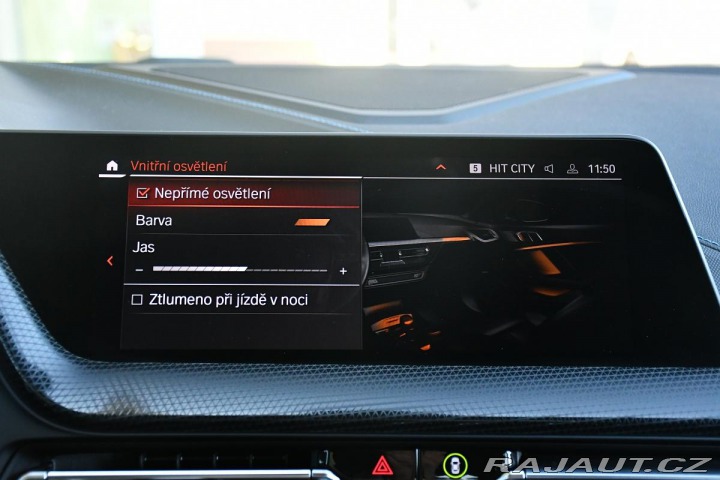 Vnitřní osvětlení
5 HIT CITY 11:50
Nepřímé osvětlení
Barva
Jas
− +
Ztlumeno při jízdě v noci
RAJAUT.CZ